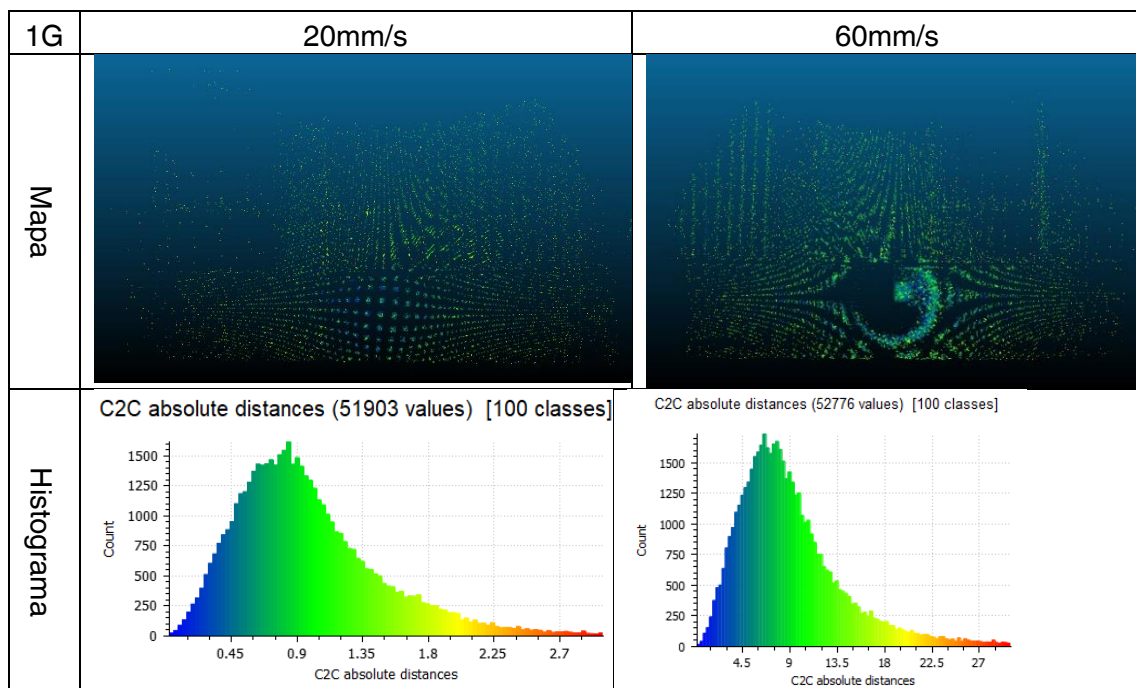 1G 20mm/s 60mm/s
Mapa
Histograma
C2C absolute distances (51903 values) [100 classes]
1500
1250
1000
750
500
250
0
Count
0.45 0.9 1.35 1.8 2.25 2.7
C2C absolute distances
C2C absolute distances (52776 values) [100 classes]
1500
1250
1000
750
500
250
0
Count
4.5 9 13.5 18 22.5 27
C2C absolute distances